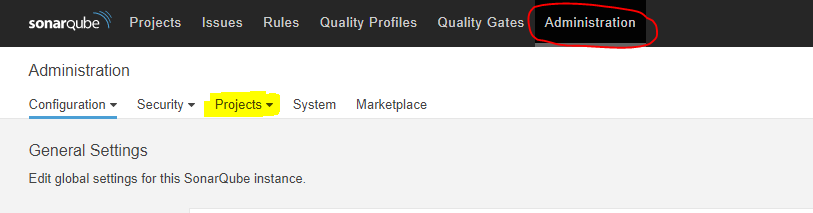 sonarqube Projects Issues Rules Quality Profiles Quality Gates Administration
Administration
Configuration Security Projects System Marketplace
General Settings
Edit global settings for this SonarQube instance.